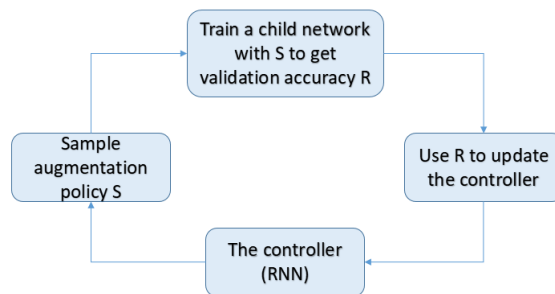 Train a child network
with S to get
validation accuracy R
Sample
augmentation
policy S
Use R to update
the controller
The controller
(RNN)